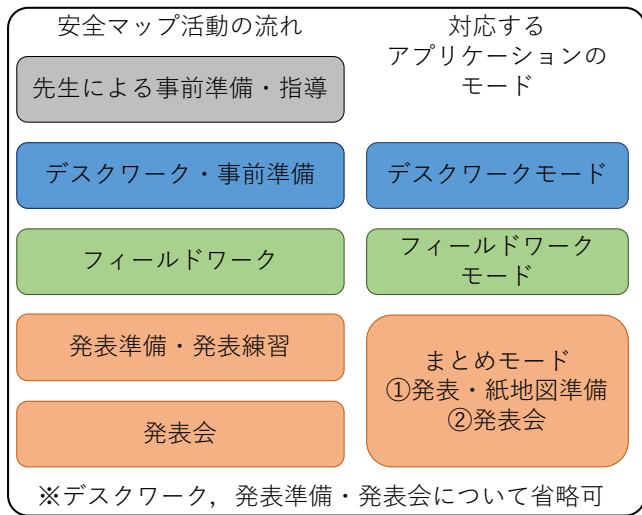 安全マップ活動の流れ
対応する
アプリケーションの
モード
先生による事前準備・指導
デスクワーク・事前準備
デスクワークモード
フィールドワーク
フィールドワーク
モード
発表準備・発表練習
まとめモード
①発表・紙地図準備
②発表会
発表会
※デスクワーク，発表準備・発表会について省略可